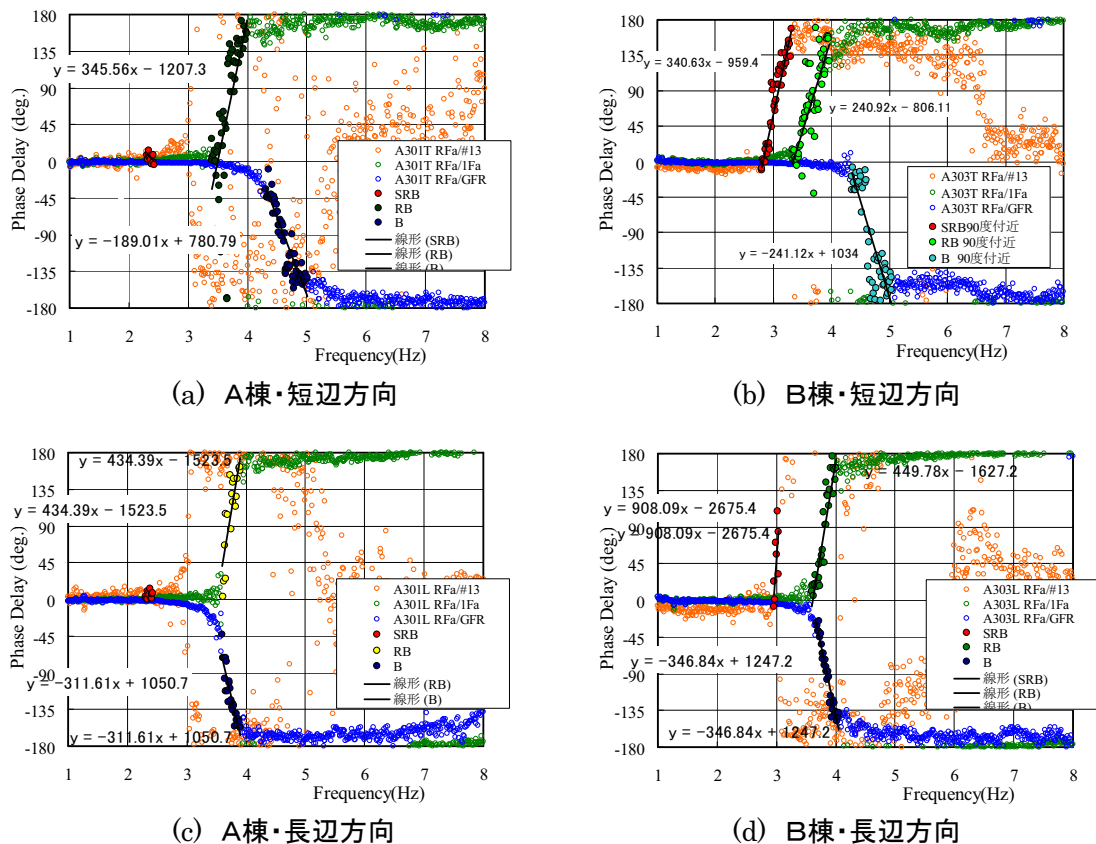 180
135
90
45
0
-45
-90
-135
-180
Phase Delay (deg.)
y = 345.56x − 1207.3
y = −189.01x + 780.79
A301T RFa/#13
A301T RFa/1Fa
A301T RFa/GFR
SRB
RB
B
線形 (SRB)
線形 (RB)
線形 (B)
1 2 3 4 5 6 7 8
Frequency(Hz)
(a) A棟・短辺方向
180
135
90
45
0
-45
-90
-135
-180
Phase Delay (deg.)
y = 340.63x − 959.4
y = 240.92x − 806.11
y = −241.12x + 1034
A303T RFa/#13
A303T RFa/1Fa
A303T RFa/GFR
SRB90度付近
RB 90度付近
B 90度付近
1 2 3 4 5 6 7 8
Frequency(Hz)
(b) B棟・短辺方向
180
135
90
45
0
-45
-90
-135
-180
Phase Delay (deg.)
y = 434.39x − 1523.5
y = 434.39x − 1523.5
y = −311.61x + 1050.7
y = −311.61x + 1050.7
A301L RFa/#13
A301L RFa/1Fa
A301L RFa/GFR
SRB
RB
B
線形 (RB)
線形 (B)
1 2 3 4 5 6 7 8
Frequency(Hz)
(c) A棟・長辺方向
180
135
90
45
0
-45
-90
-135
-180
Phase Delay (deg.)
y = 449.78x − 1627.2
y = 908.09x − 2675.4
y = 908.09x − 2675.4
y = −346.84x + 1247.2
y = −346.84x + 1247.2
A303L RFa/#13
A303L RFa/1Fa
A303L RFa/GFR
SRB
RB
B
線形 (SRB)
線形 (RB)
線形 (B)
1 2 3 4 5 6 7 8
Frequency(Hz)
(d) B棟・長辺方向